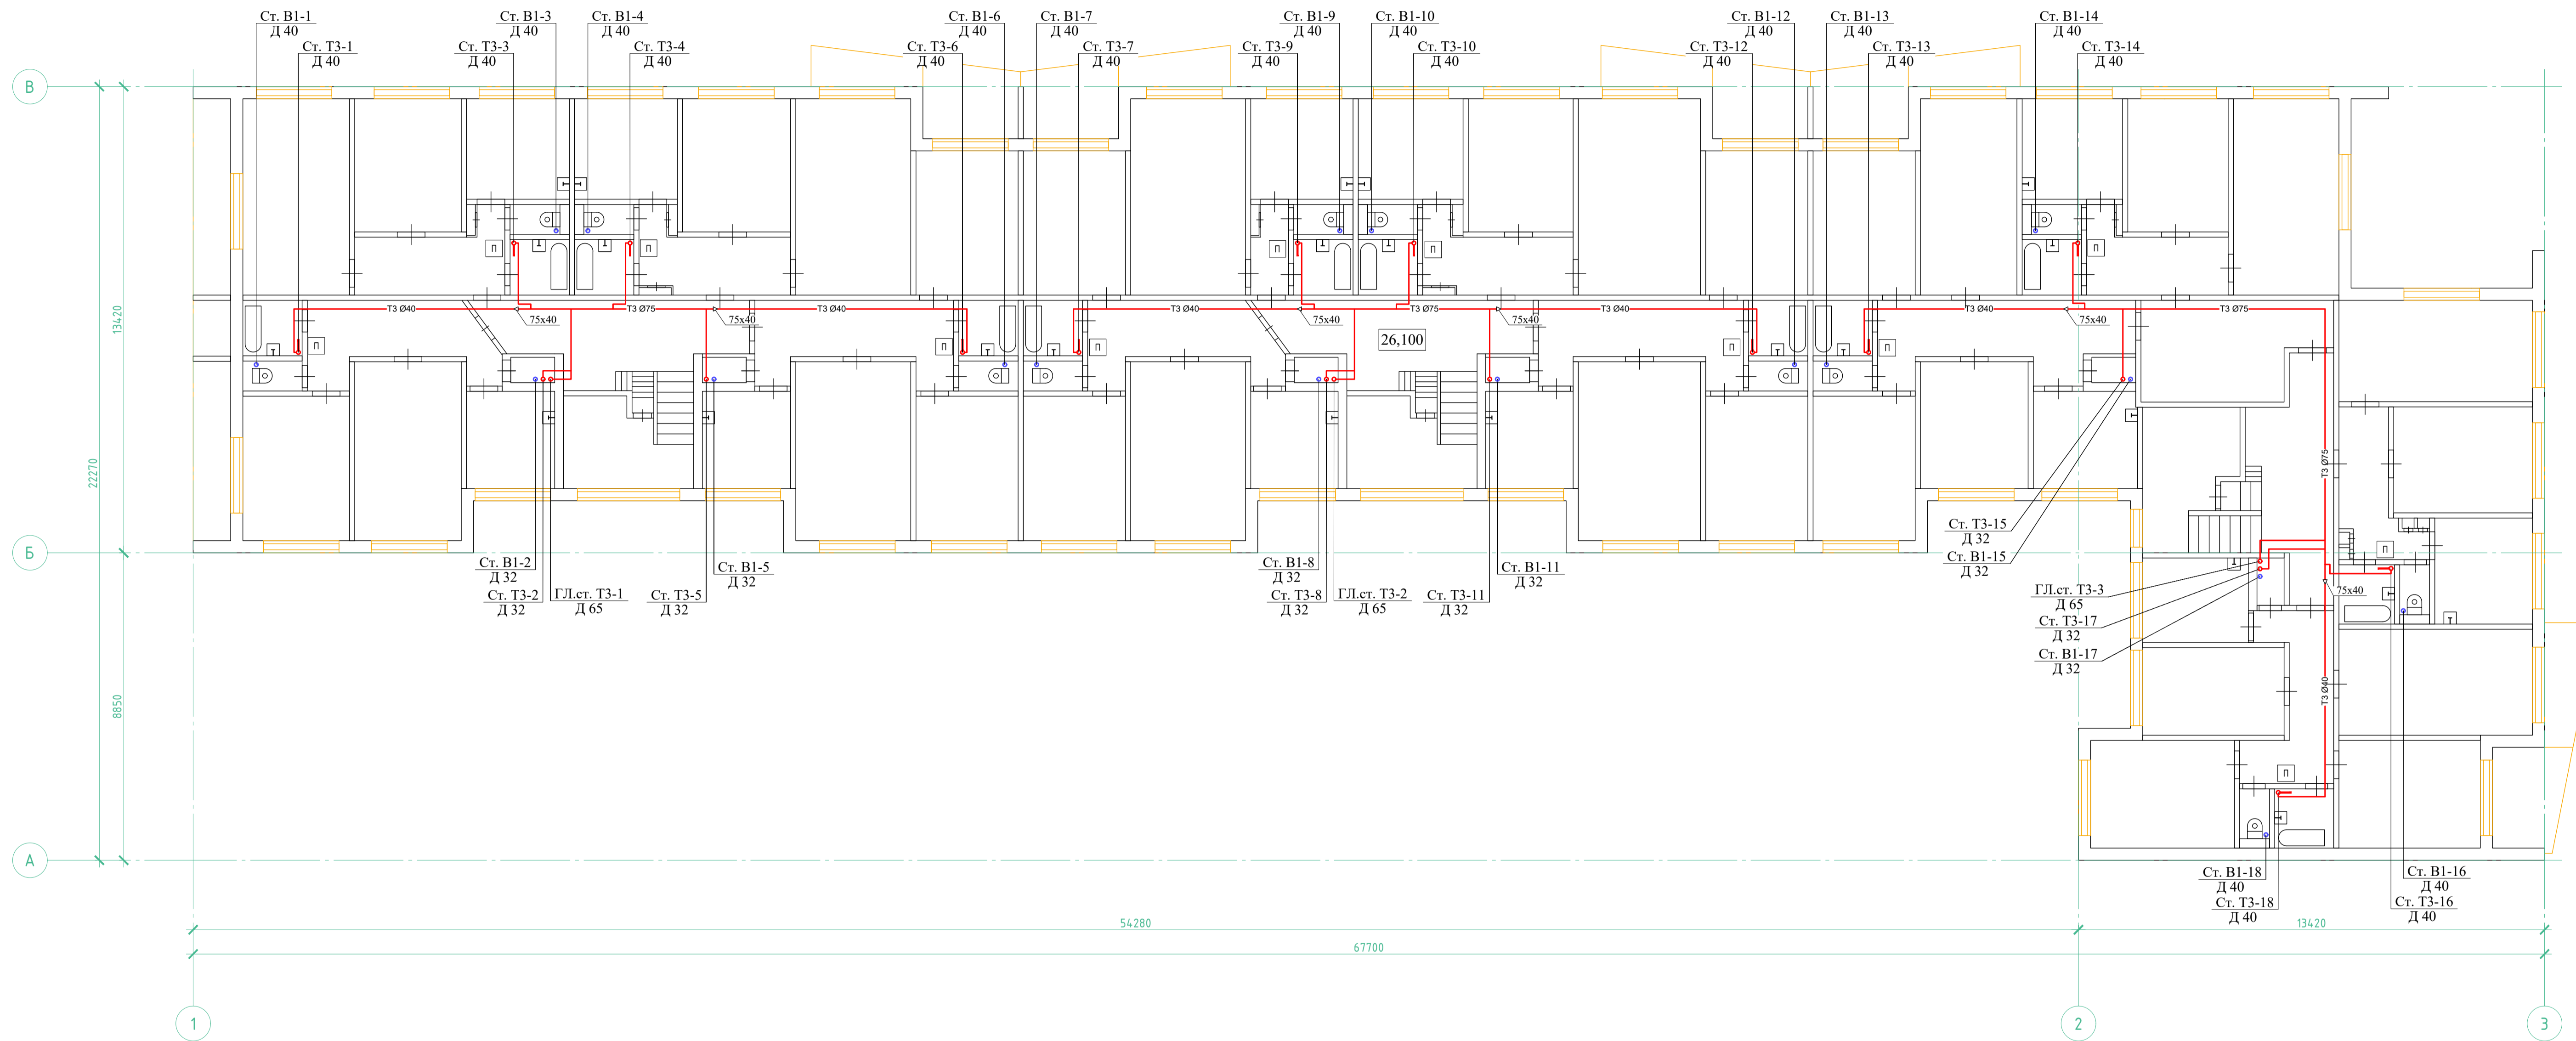 Ст. В1-1
Д 40
Ст. Т3-1
Д 40
Ст. В1-3
Д 40
Ст. Т3-3
Д 40
Ст. В1-4
Д 40
Ст. Т3-4
Д 40
Ст. В1-6
Д 40
Ст. Т3-6
Д 40
Ст. В1-7
Д 40
Ст. Т3-7
Д 40
Ст. В1-9
Д 40
Ст. Т3-9
Д 40
Ст. В1-10
Д 40
Ст. Т3-10
Д 40
Ст. В1-12
Д 40
Ст. Т3-12
Д 40
Ст. В1-13
Д 40
Ст. Т3-13
Д 40
Ст. В1-14
Д 40
Ст. Т3-14
Д 40
В
П
П
П
П
П
Т3 Ø40
75х40
Т3 Ø75
75х40
Т3 Ø40
Т3 Ø40
75х40
Т3 Ø75
75х40
Т3 Ø40
Т3 Ø40
75х40
Т3 Ø75
13420
26,100
П
П
П
П
П
22270
Т3 Ø75
Б
Ст. Т3-15
Д 32
Ст. В1-15
Д 32
П
Ст. В1-2
Д 32
Ст. Т3-2
Д 32
ГЛ.ст. Т3-1
Д 65
Ст. Т3-5
Д 32
Ст. В1-5
Д 32
Ст. В1-8
Д 32
Ст. Т3-8
Д 32
ГЛ.ст. Т3-2
Д 65
Ст. Т3-11
Д 32
Ст. В1-11
Д 32
ГЛ.ст. Т3-3
Д 65
75х40
Ст. Т3-17
Д 32
Ст. В1-17
Д 32
8850
Т3 Ø40
П
А
Ст. В1-18
Д 40
Ст. Т3-18
Д 40
Ст. В1-16
Д 40
Ст. Т3-16
Д 40
54280
13420
67700
1
2
3